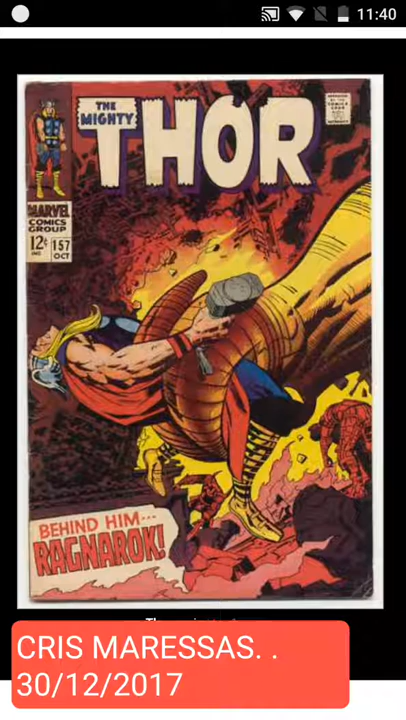 11:40
THE
MIGHTY
THOR
MARVEL
COMICS
GROUP
12¢
157
IND.
OCT
BEHIND HIM...
RAGNAROK!
CRIS MARESSAS. .
30/12/2017